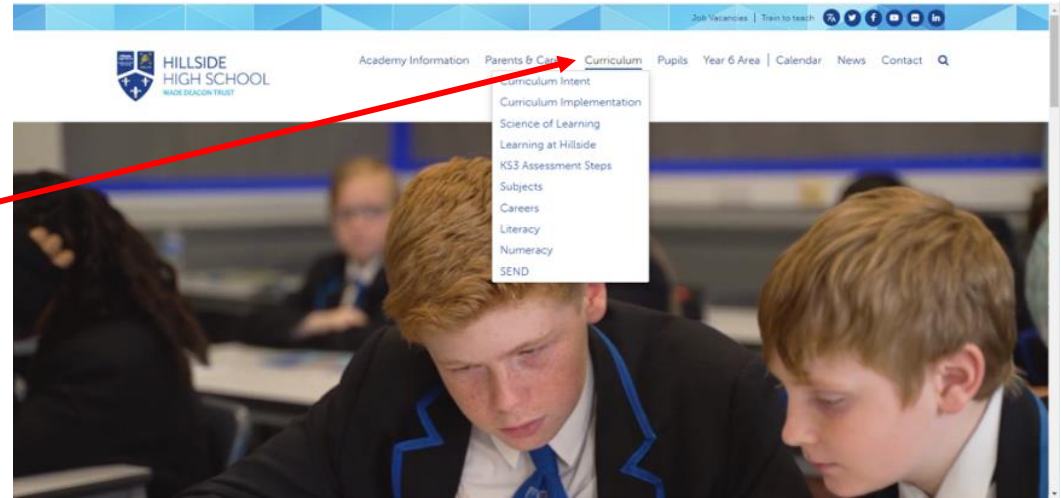 Job Vacancies | Train to teach
HILLSIDE
HIGH SCHOOL
WADE DEACON TRUST
Academy Information Parents & Care Curriculum Pupils Year 6 Area | Calendar News Contact
Curriculum Intent
Curriculum Implementation
Science of Learning
Learning at Hillside
KS3 Assessment Steps
Subjects
Careers
Literacy
Numeracy
SEND